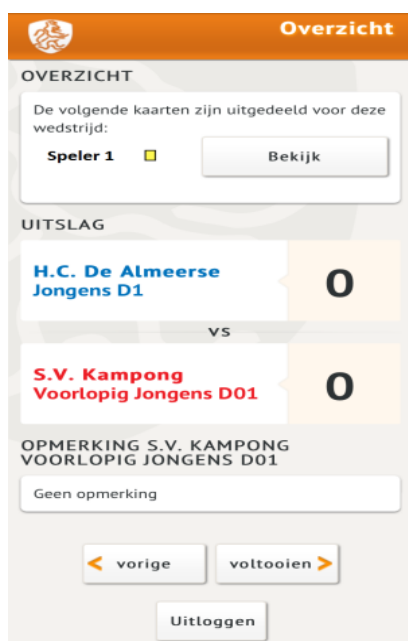 Overzicht
OVERZICHT
De volgende kaarten zijn uitgedeeld voor deze
wedstrijd:
Speler 1
Bekijk
UITSLAG
H.C. De Almeerse
Jongens D1
0
VS
S.V. Kampong
Voorlopig Jongens D01
0
OPMERKING S.V. KAMPONG
VOORLOPIG JONGENS D01
Geen opmerking
< vorige
voltooien >
Uitloggen